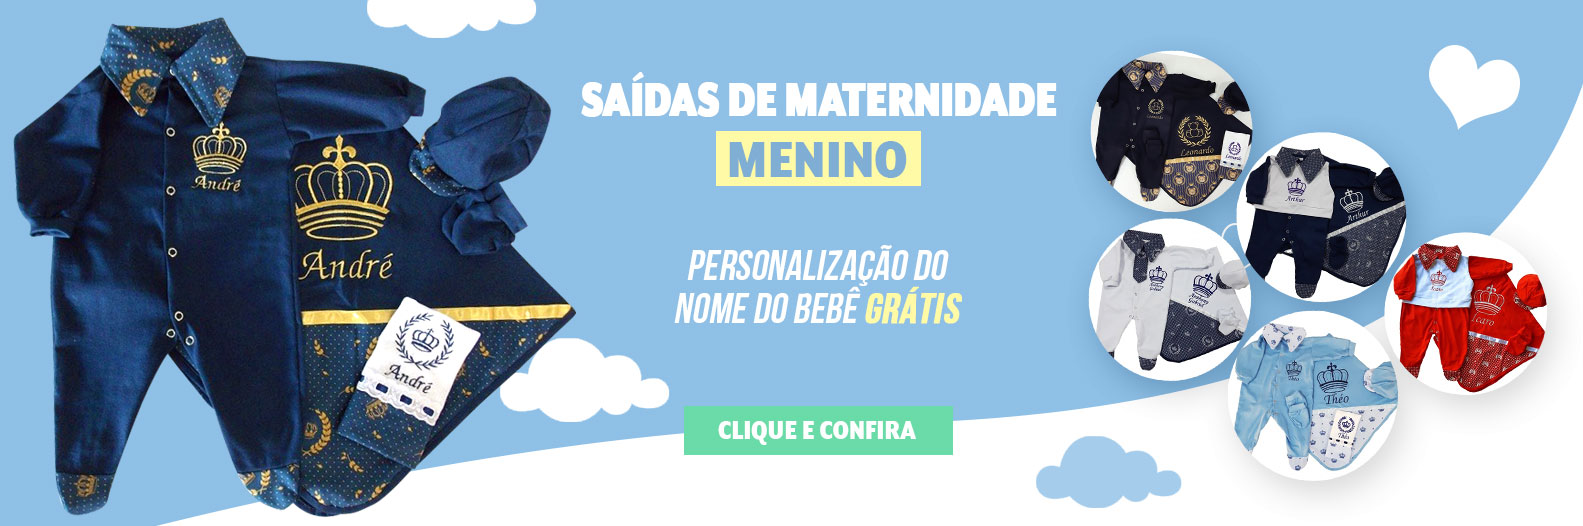 SAÍDAS DE MATERNIDADE
MENINO
PERSONALIZAÇÃO DO
NOME DO BEBÊ GRÁTIS
CLIQUE E CONFIRA
André
André
André
Leonardo
Leonardo
Arthur
Arthur
Icaro
Théo
Théo